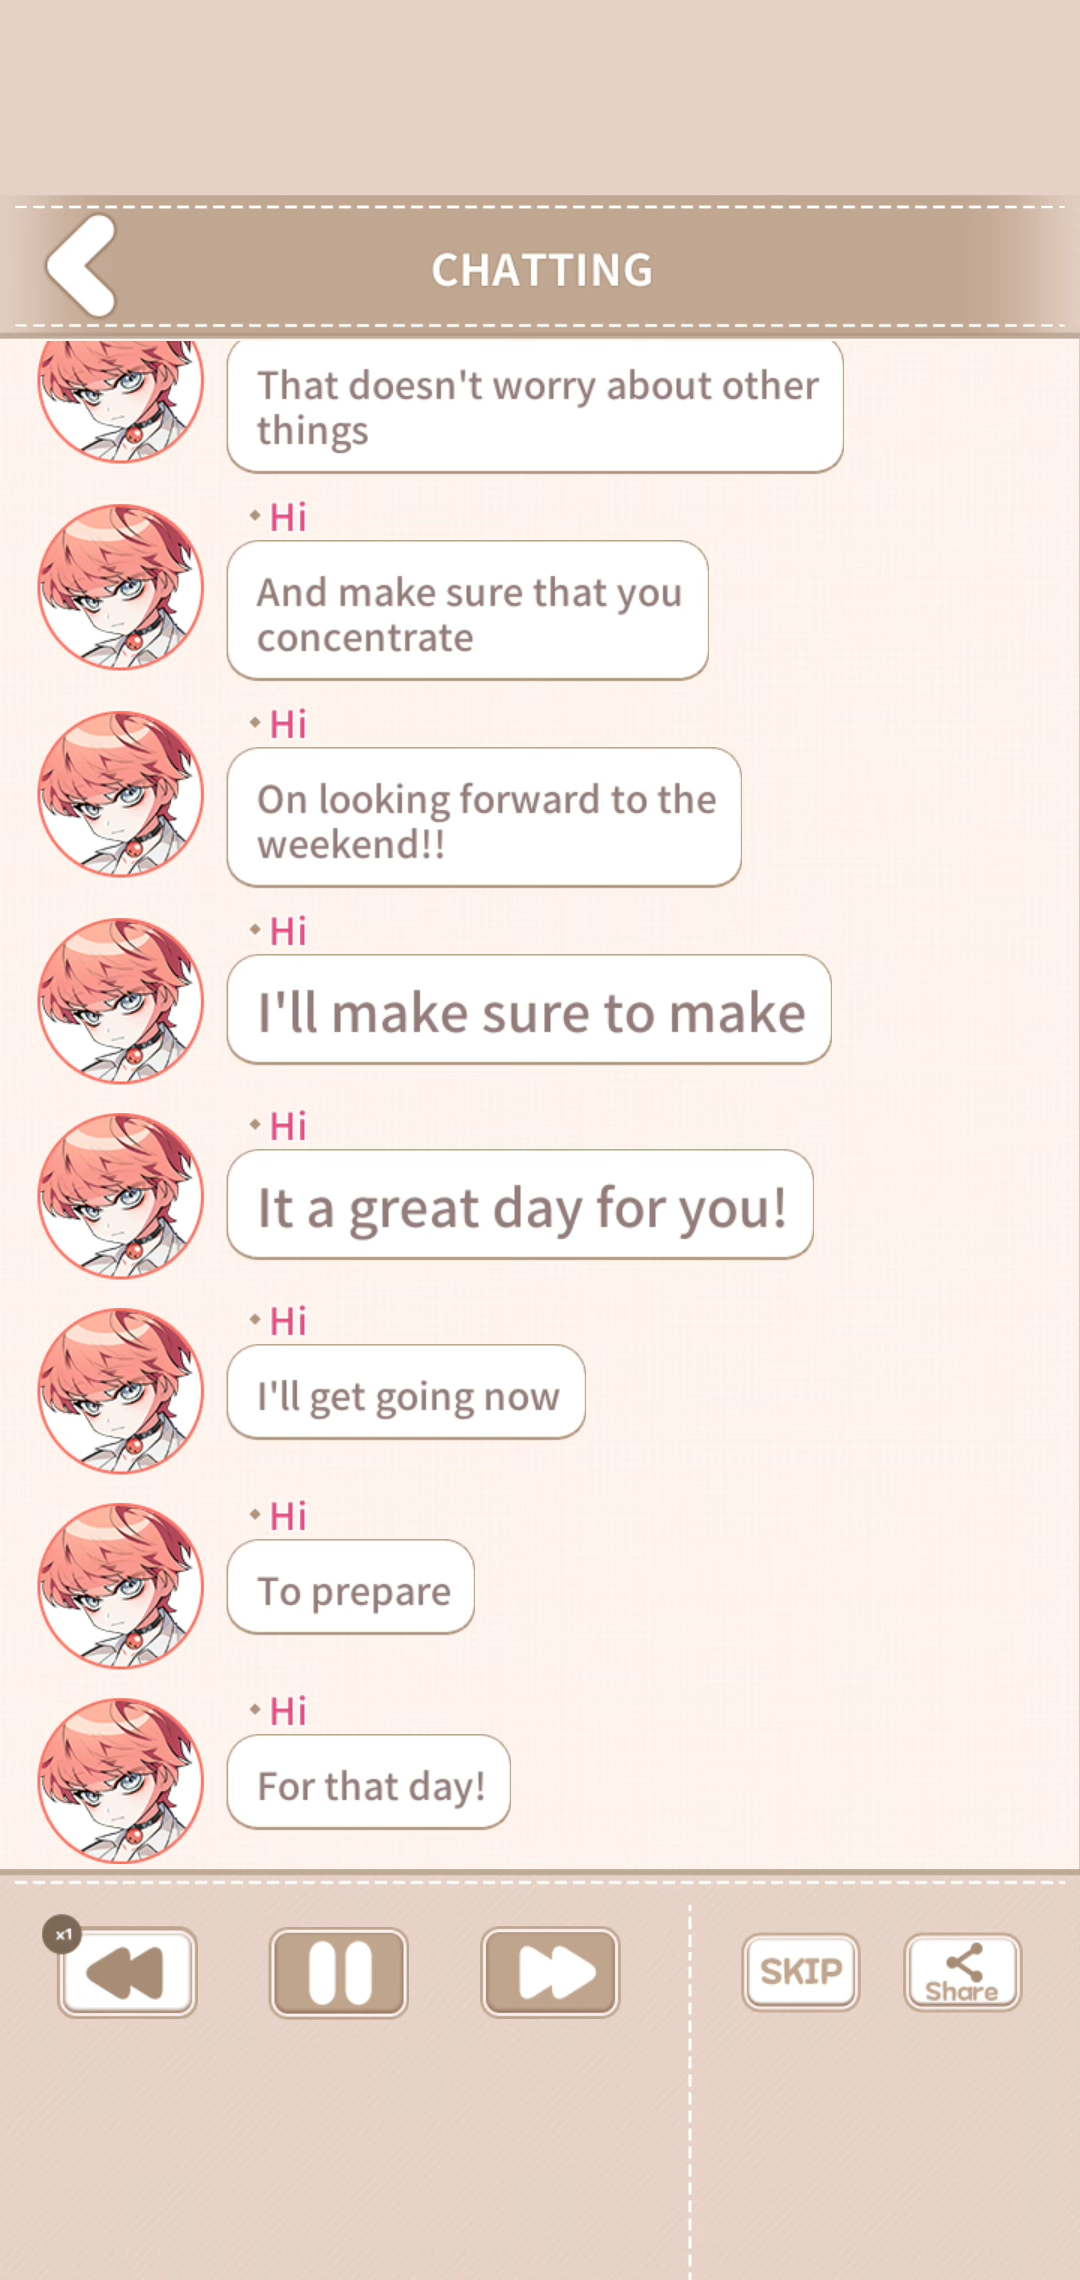 CHATTING
That doesn't worry about other
things
Hi
And make sure that you
concentrate
Hi
On looking forward to the
weekend!!
Hi
I'll make sure to make
Hi
It a great day for you!
Hi
I'll get going now
Hi
To prepare
Hi
For that day!
x1
SKIP
Share